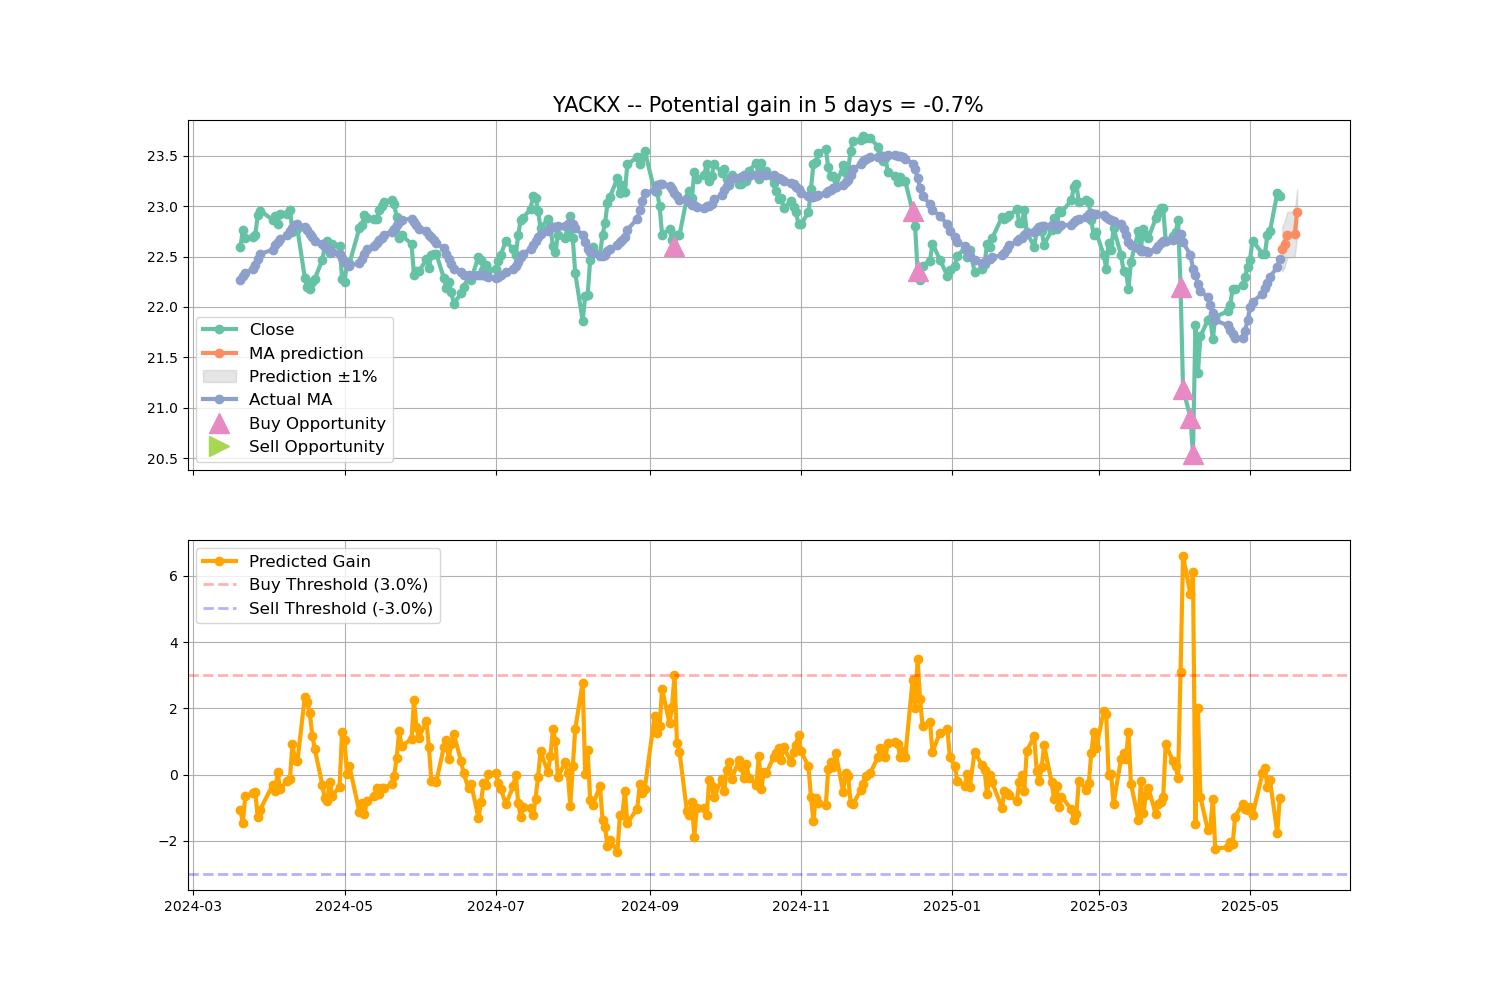 YACKX -- Potential gain in 5 days = -0.7%
23.5
23.0
22.5
22.0
21.5
21.0
20.5
Close
MA prediction
Prediction ±1%
Actual MA
Buy Opportunity
Sell Opportunity
6
4
2
0
−2
Predicted Gain
Buy Threshold (3.0%)
Sell Threshold (-3.0%)
2024-03 2024-05 2024-07 2024-09 2024-11 2025-01 2025-03 2025-05